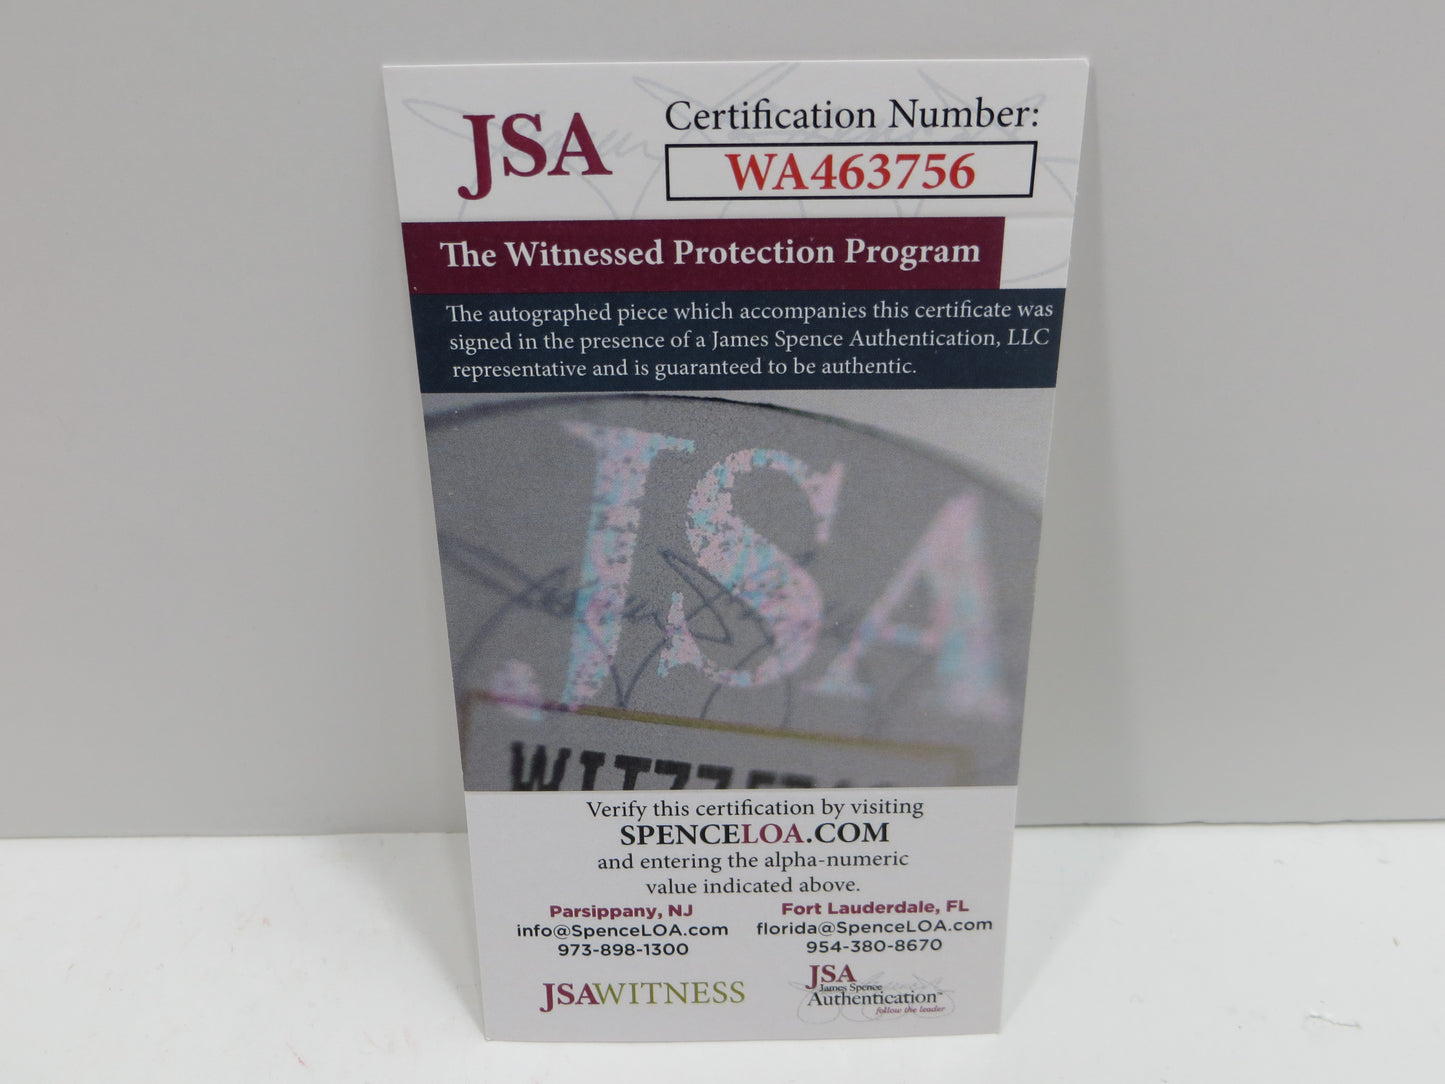 JSA
Certification Number:
WA463756
The Witnessed Protection Program
The autographed piece which accompanies this certificate was
signed in the presence of a James Spence Authentication, LLC
representative and is guaranteed to be authentic.
JSA
Verify this certification by visiting
SPENCELOA.COM
and entering the alpha-numeric
value indicated above.
Parsippany, NJ
info@SpenceLOA.com
973-898-1300
Fort Lauderdale, FL
florida@SpenceLOA.com
954-380-8670
JSAWITNESS
JSA
James Spence
Authentication™
follow the leader